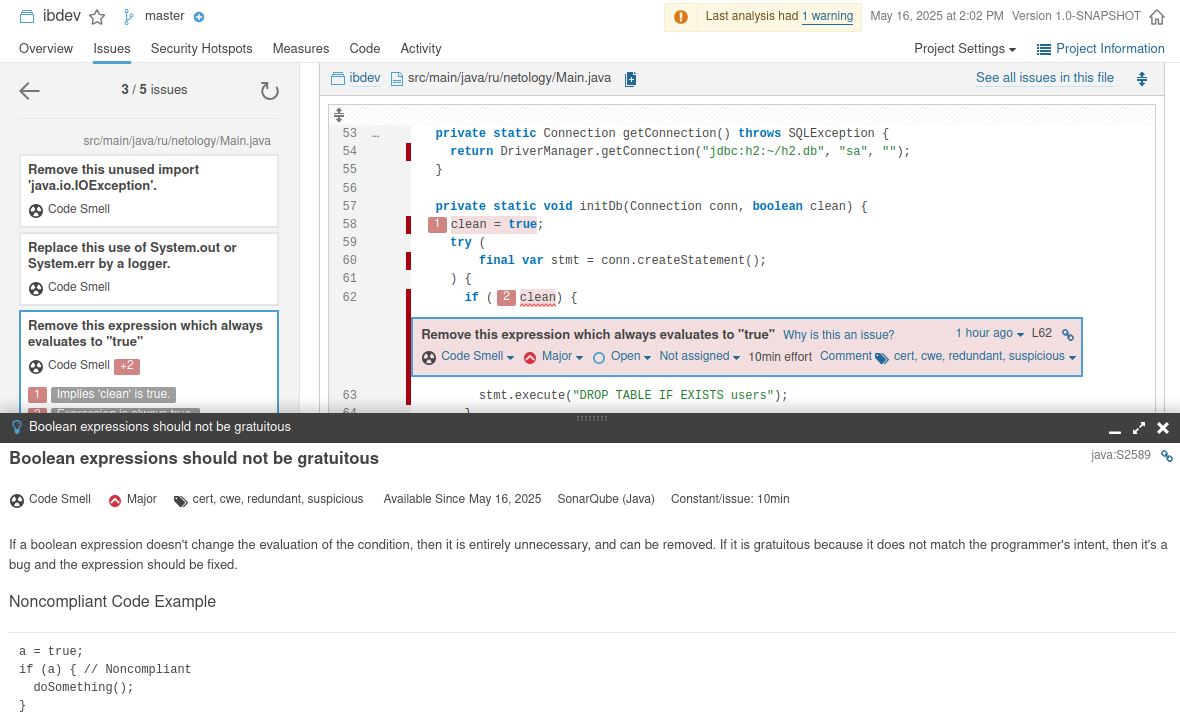 ibdev master Last analysis had 1 warning May 16, 2025 at 2:02 PM Version 1.0-SNAPSHOT
Overview Issues Security Hotspots Measures Code Activity Project Settings Project Information
3 / 5 issues
src/main/java/ru/netology/Main.java
Remove this unused import
'java.io.IOException'.
Code Smell
Replace this use of System.out or
System.err by a logger.
Code Smell
Remove this expression which always
evaluates to "true"
Code Smell +2
1 Implies 'clean' is true.
2 Expression is always true.
ibdev src/main/java/ru/netology/Main.java See all issues in this file
53 … private static Connection getConnection() throws SQLException {
54 return DriverManager.getConnection("jdbc:h2:~/h2.db", "sa", "");
55 }
56
57 private static void initDb(Connection conn, boolean clean) {
58 1 clean = true;
59 try (
60 final var stmt = conn.createStatement();
61 ) {
62 if ( 2 clean) {
Remove this expression which always evaluates to "true" Why is this an issue? 1 hour ago L62
Code Smell Major Open Not assigned 10min effort Comment cert, cwe, redundant, suspicious
63 stmt.execute("DROP TABLE IF EXISTS users");
64 }
Boolean expressions should not be gratuitous
Boolean expressions should not be gratuitous java:S2589
Code Smell Major cert, cwe, redundant, suspicious Available Since May 16, 2025 SonarQube (Java) Constant/issue: 10min
If a boolean expression doesn't change the evaluation of the condition, then it is entirely unnecessary, and can be removed. If it is gratuitous because it does not match the programmer's intent, then it's a
bug and the expression should be fixed.
Noncompliant Code Example
a = true;
if (a) { // Noncompliant
doSomething();
}